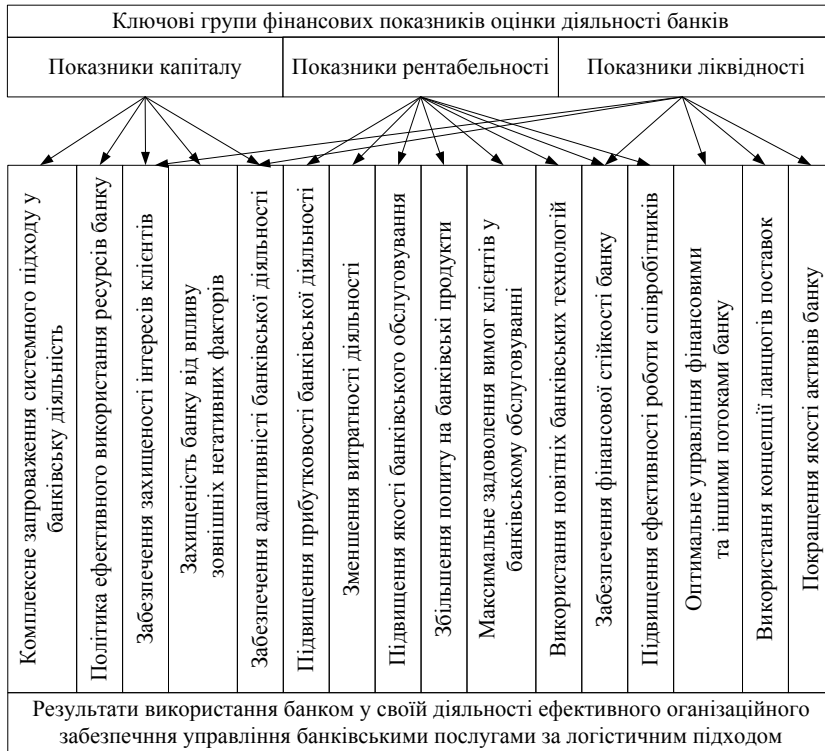 Ключові групи фінансових показників оцінки діяльності банків
Показники капіталу
Показники рентабельності
Показники ліквідності
Комплексне запроваження системного підходу у
банківську діяльність
Політика ефективного використання ресурсів банку
Забезпечення захищеності інтересів клієнтів
Захищеність банку від впливу
зовнішніх негативних факторів
Забезпечення адаптивності банківської діяльності
Підвищення прибутковості банківської діяльності
Зменшення витратності діяльності
Підвищення якості банківського обслуговування
Збільшення попиту на банківські продукти
Максимальне задоволення вимог клієнтів у
банківському обслуговуванні
Використання новітніх банківських технологій
Забезпечення фінансової стійкості банку
Підвищення ефективності роботи співробітників
Оптимальне управління фінансовими
та іншими потоками банку
Використання концепції ланцюгів поставок
Покращення якості активів банку
Результати використання банком у своїй діяльності ефективного оганізаційного
забезпечння управління банківськими послугами за логістичним підходом